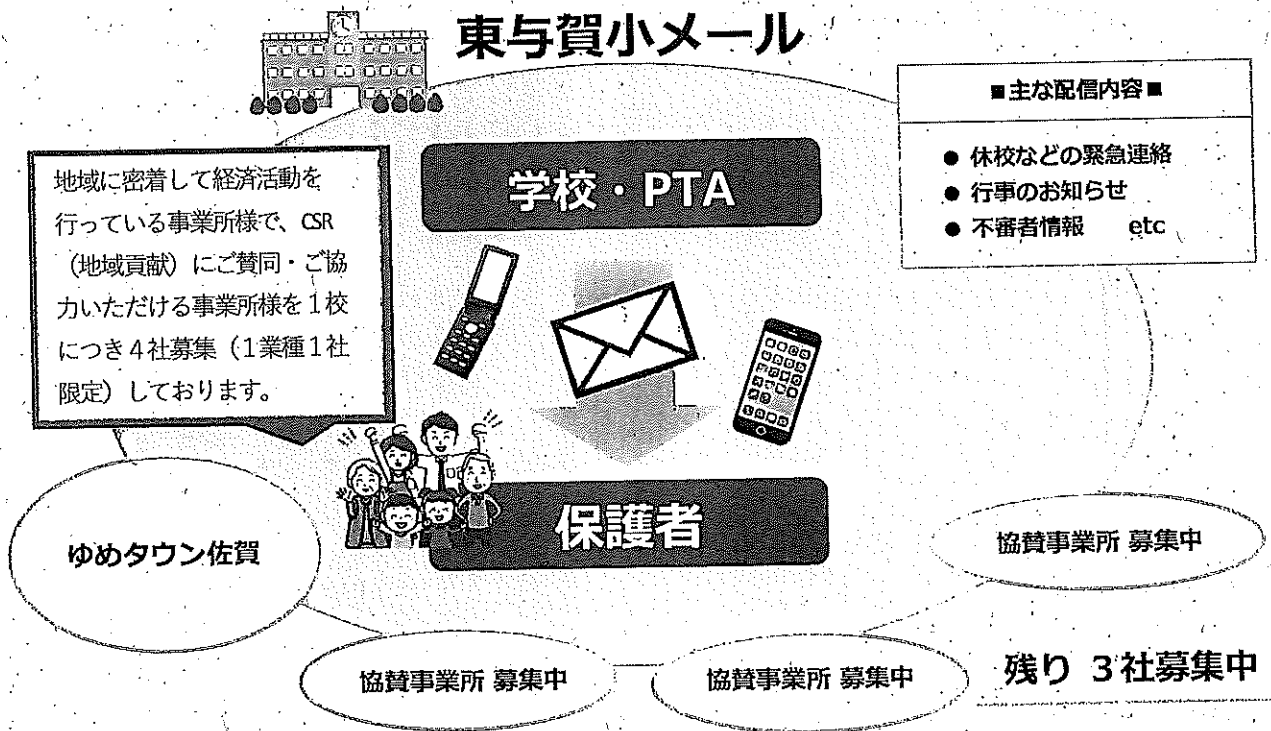 東与賀小メール
■主な配信内容■
● 休校などの緊急連絡
● 行事のお知らせ
● 不審者情報 etc
学校・PTA
地域に密着して経済活動を
行っている事業所様で、CSR
（地域貢献）にご賛同・ご協
力いただける事業所様を１校
につき４社募集（１業種１社
限定）しております。
保護者
ゆめタウン佐賀
協賛事業所 募集中
協賛事業所 募集中
協賛事業所 募集中
残り ３社募集中